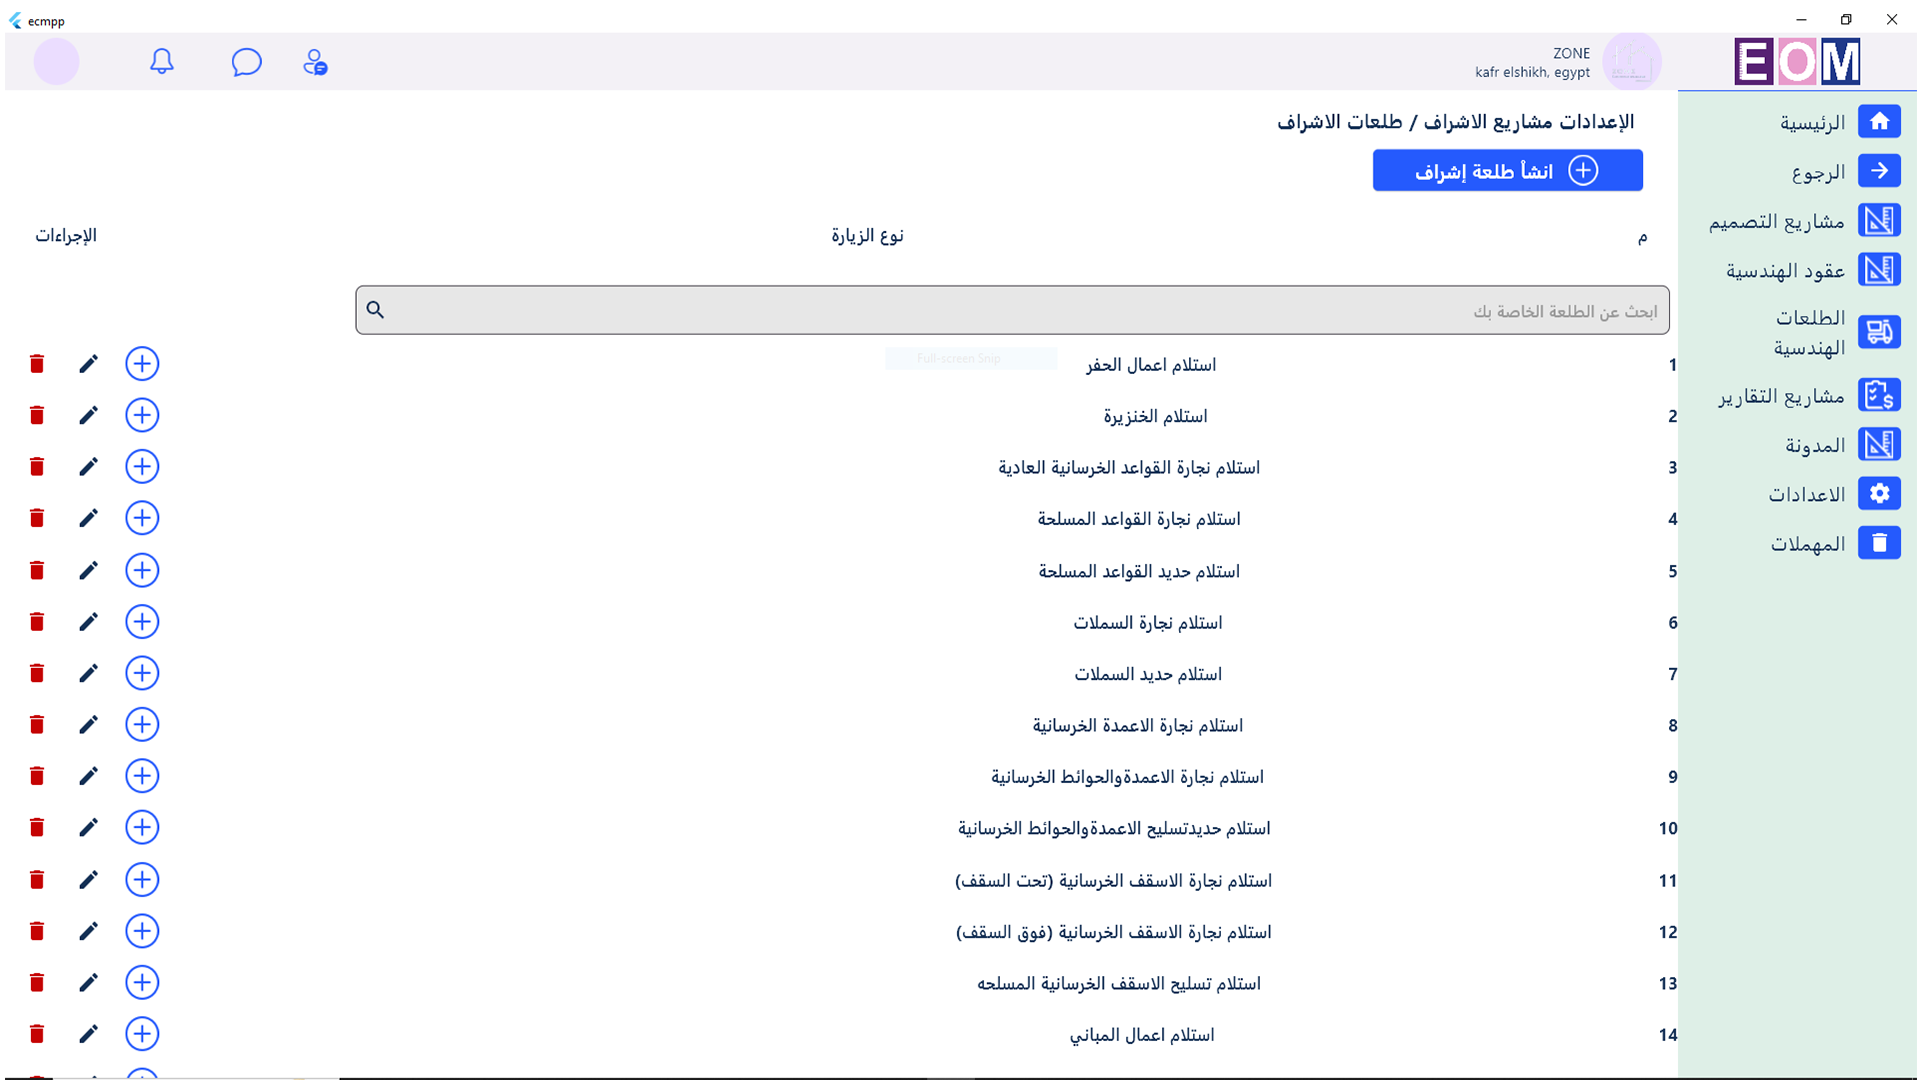 ecmpp
EOM
ZONE
kafr elshikh, egypt
الرئيسية
الرجوع
مشاريع التصميم
عقود الهندسية
الطلعات
الهندسية
مشاريع التقارير
المدونة
الاعدادات
المهملات
الإعدادات مشاريع الاشراف / طلعات الاشراف
انشأ طلعة إشراف
م نوع الزيارة الإجراءات
ابحث عن الطلعة الخاصة بك
Full-screen Snip
1 استلام اعمال الحفر
2 استلام الخنزيرة
3 استلام نجارة القواعد الخرسانية العادية
4 استلام نجارة القواعد المسلحة
5 استلام حديد القواعد المسلحة
6 استلام نجارة السملات
7 استلام حديد السملات
8 استلام نجارة الاعمدة الخرسانية
9 استلام نجارة الاعمدةوالحوائط الخرسانية
10 استلام حديدتسليح الاعمدةوالحوائط الخرسانية
11 استلام نجارة الاسقف الخرسانية (تحت السقف)
12 استلام نجارة الاسقف الخرسانية (فوق السقف)
13 استلام تسليح الاسقف الخرسانية المسلحه
14 استلام اعمال المباني